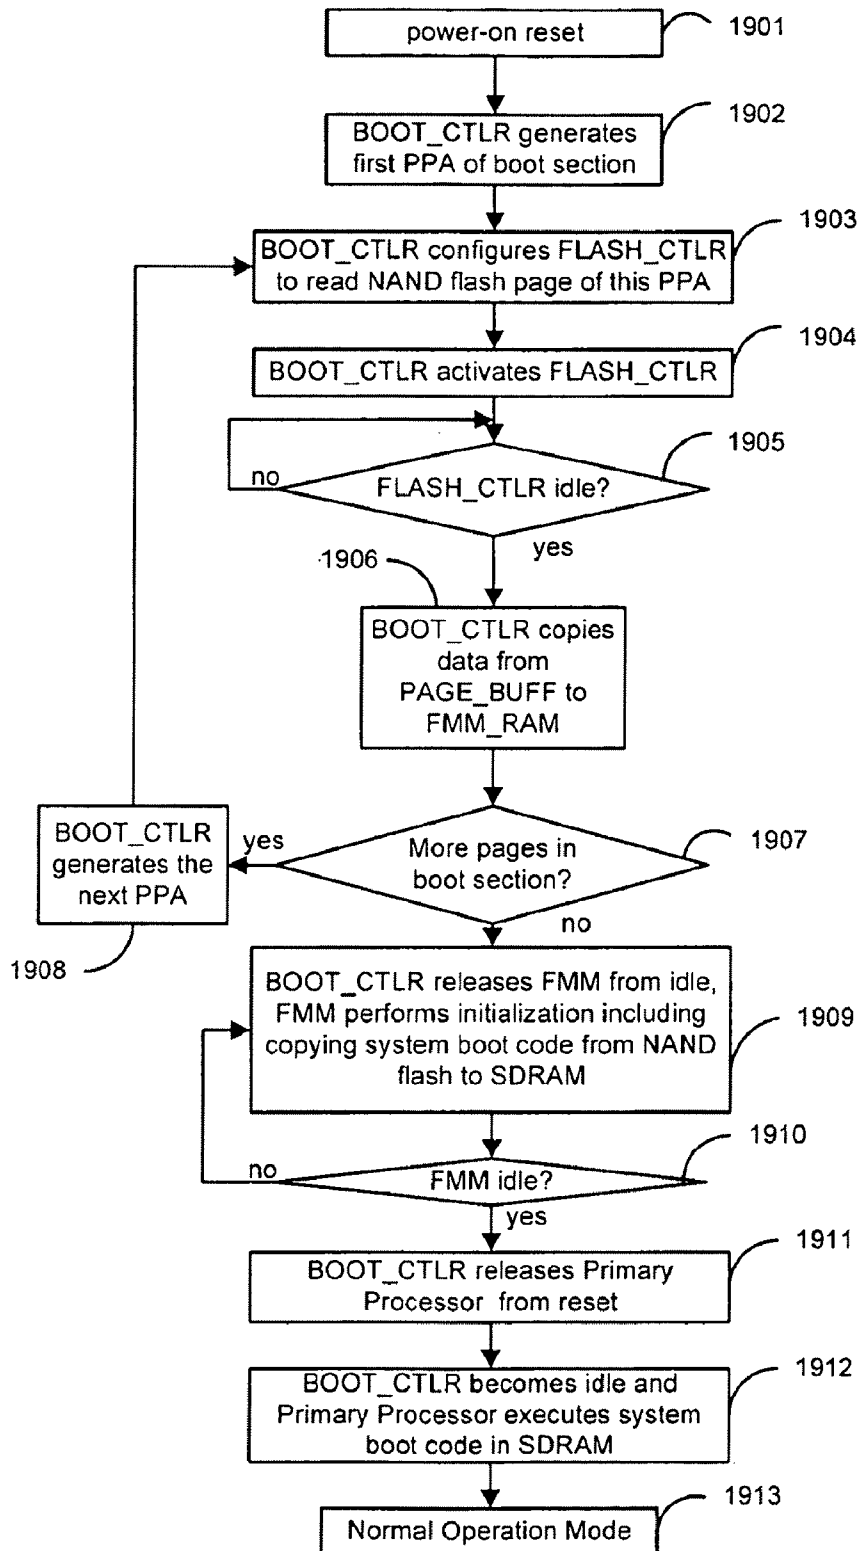 power-on reset
1901
BOOT_CTLR generates
first PPA of boot section
1902
BOOT_CTLR configures FLASH_CTLR
to read NAND flash page of this PPA
1903
BOOT_CTLR activates FLASH_CTLR
1904
FLASH_CTLR idle?
1905
no
yes
1906
BOOT_CTLR copies
data from
PAGE_BUFF to
FMM_RAM
More pages in
boot section?
1907
yes
no
BOOT_CTLR
generates the
next PPA
1908
BOOT_CTLR releases FMM from idle,
FMM performs initialization including
copying system boot code from NAND
flash to SDRAM
1909
FMM idle?
1910
no
yes
BOOT_CTLR releases Primary
Processor from reset
1911
BOOT_CTLR becomes idle and
Primary Processor executes system
boot code in SDRAM
1912
Normal Operation Mode
1913